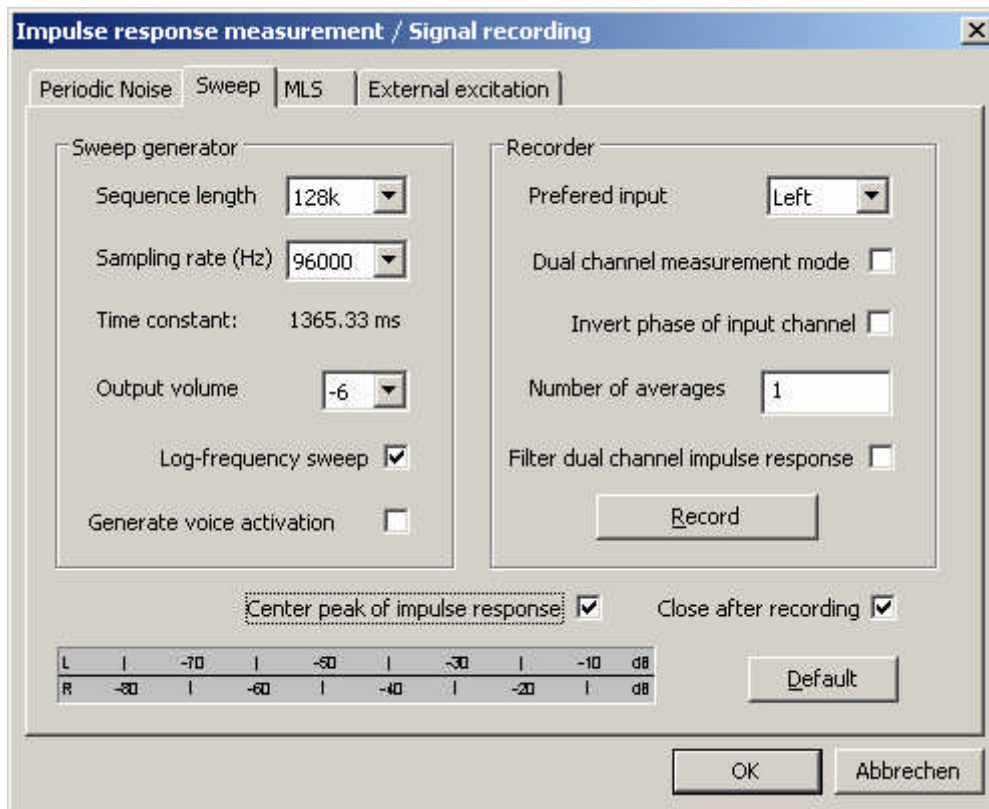 Impulse response measurement / Signal recording
Periodic Noise Sweep MLS External excitation
Sweep generator
Sequence length 128k
Sampling rate (Hz) 96000
Time constant: 1365.33 ms
Output volume -6
Log-frequency sweep
Generate voice activation
Recorder
Prefered input Left
Dual channel measurement mode
Invert phase of input channel
Number of averages 1
Filter dual channel impulse response
Record
Center peak of impulse response
Close after recording
L | -70 | -50 | -30 | -10 dB
R -80 | -60 | -40 | -20 | dB
Default
OK Abbrechen